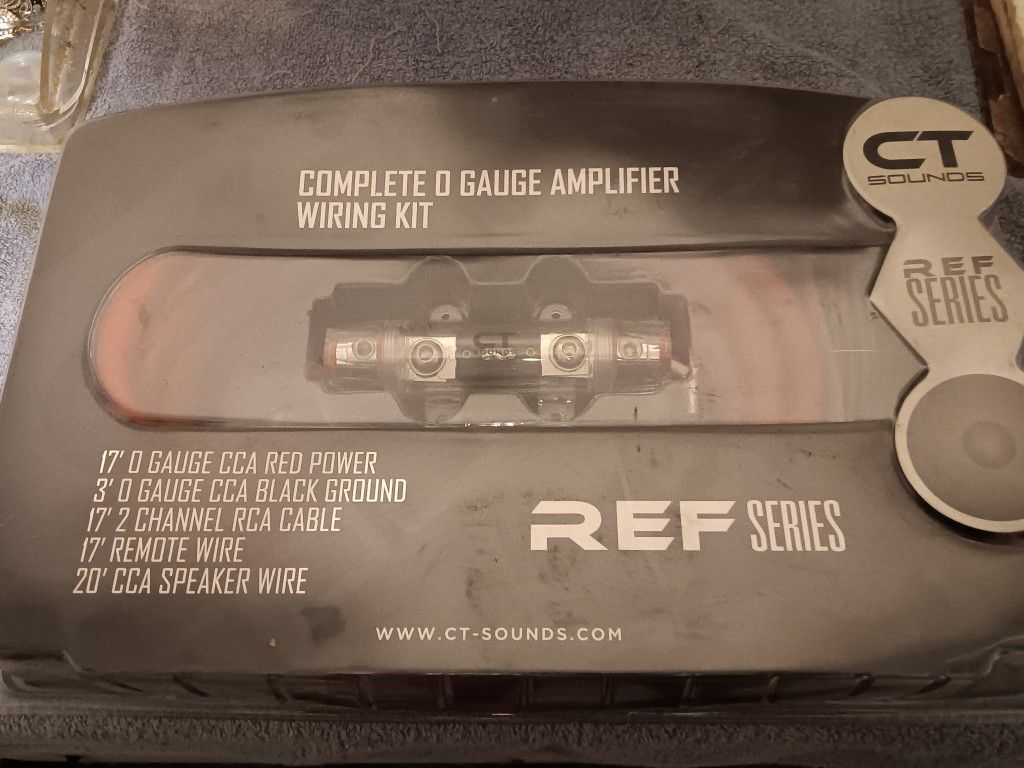 CT
SOUNDS
COMPLETE 0 GAUGE AMPLIFIER
WIRING KIT
REF
SERIES
CT
SOUNDS
17' 0 GAUGE CCA RED POWER
3' 0 GAUGE CCA BLACK GROUND
17' 2 CHANNEL RCA CABLE
17' REMOTE WIRE
20' CCA SPEAKER WIRE
REF SERIES
WWW.CT-SOUNDS.COM